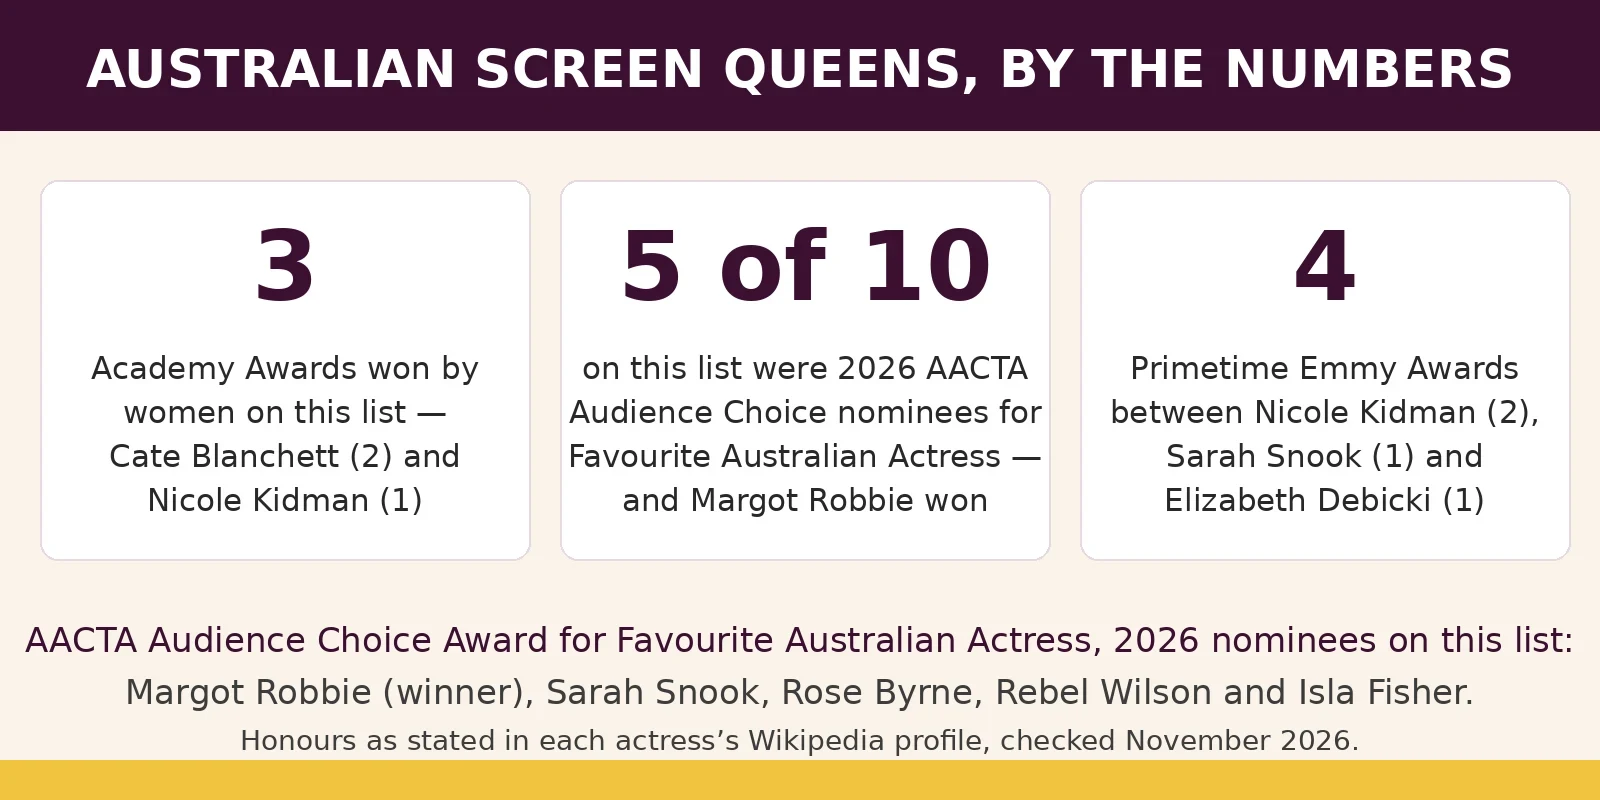 AUSTRALIAN SCREEN QUEENS, BY THE NUMBERS
3
Academy Awards won by
women on this list —
Cate Blanchett (2) and
Nicole Kidman (1)
5 of 10
on this list were 2026 AACTA
Audience Choice nominees for
Favourite Australian Actress —
and Margot Robbie won
4
Primetime Emmy Awards
between Nicole Kidman (2),
Sarah Snook (1) and
Elizabeth Debicki (1)
AACTA Audience Choice Award for Favourite Australian Actress, 2026 nominees on this list:
Margot Robbie (winner), Sarah Snook, Rose Byrne, Rebel Wilson and Isla Fisher.
Honours as stated in each actress’s Wikipedia profile, checked November 2026.